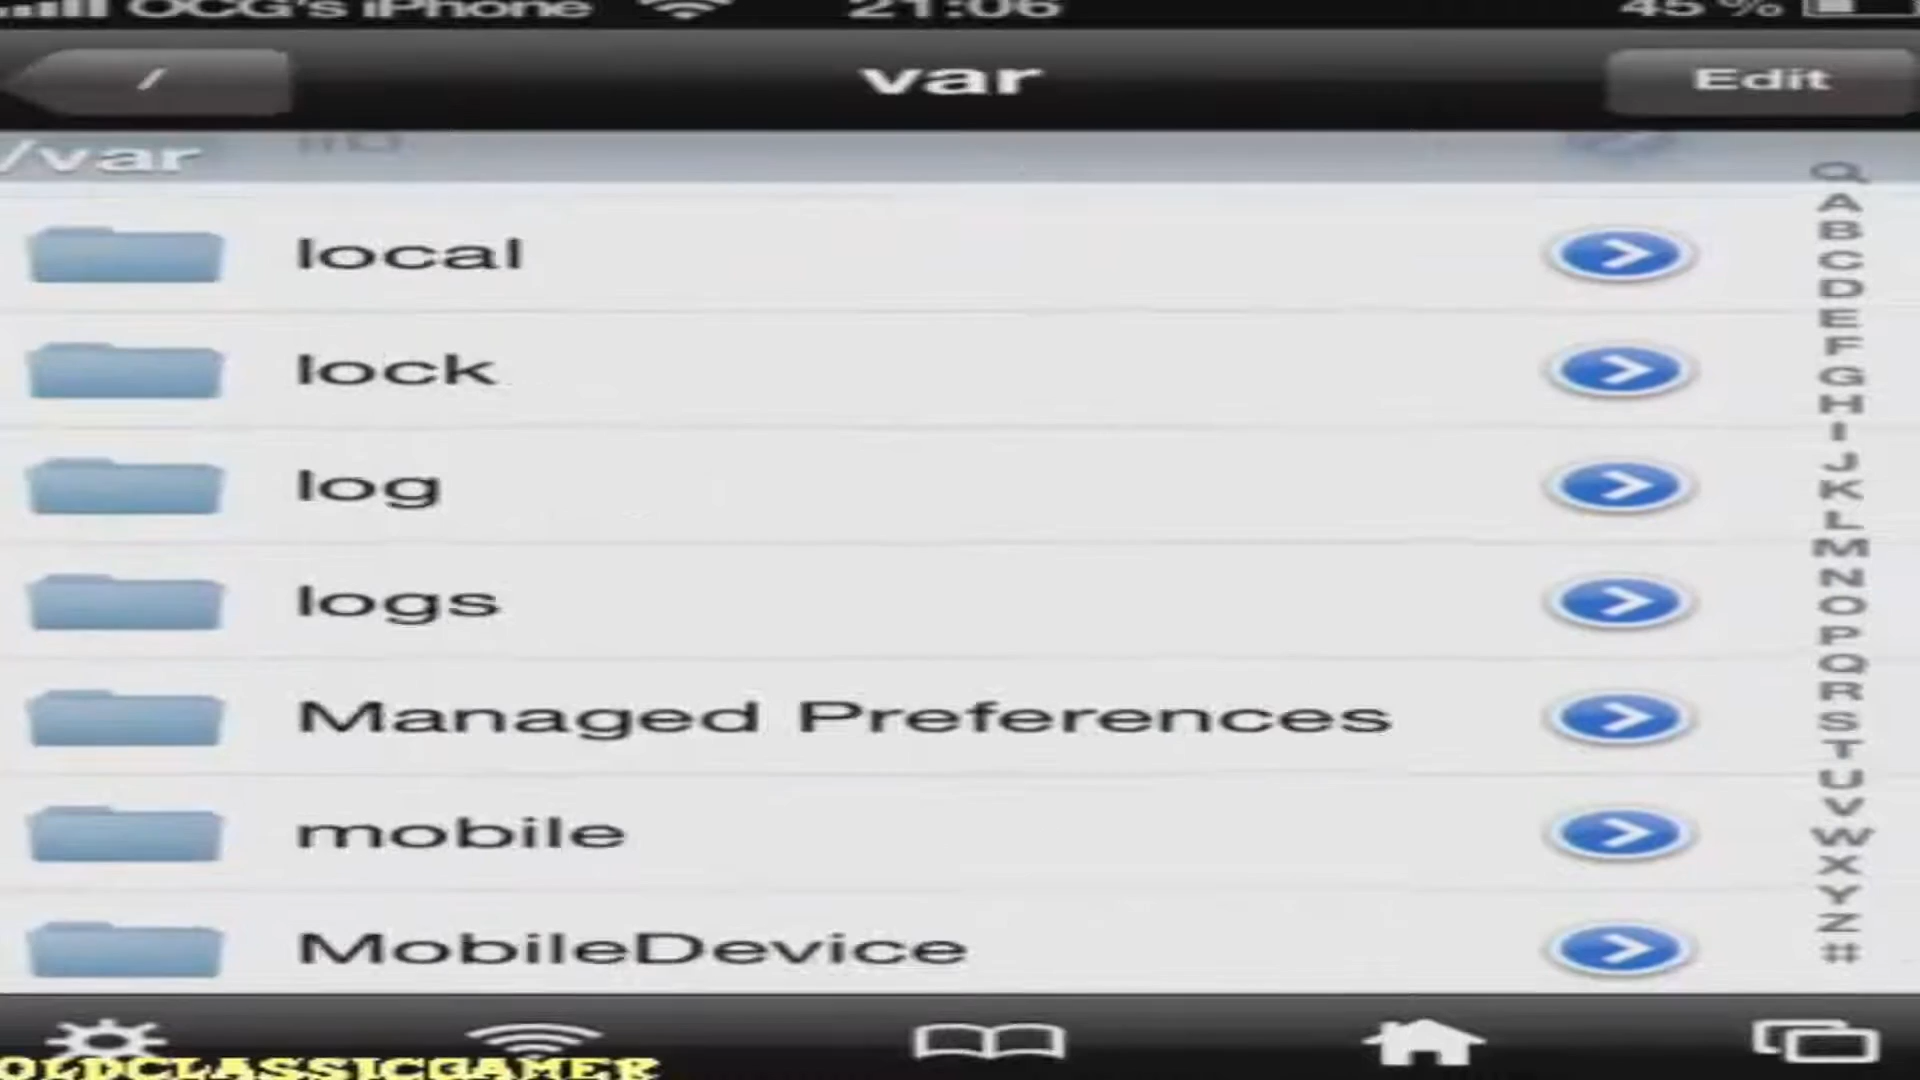 OCG's iPhone 21:06 45 %
/ var Edit
/var
local
lock
log
logs
Managed Preferences
mobile
MobileDevice
A
B
C
D
E
F
G
H
I
J
K
L
M
N
O
P
Q
R
S
T
U
V
W
X
Y
Z
#
OLDCLASSICGAMER